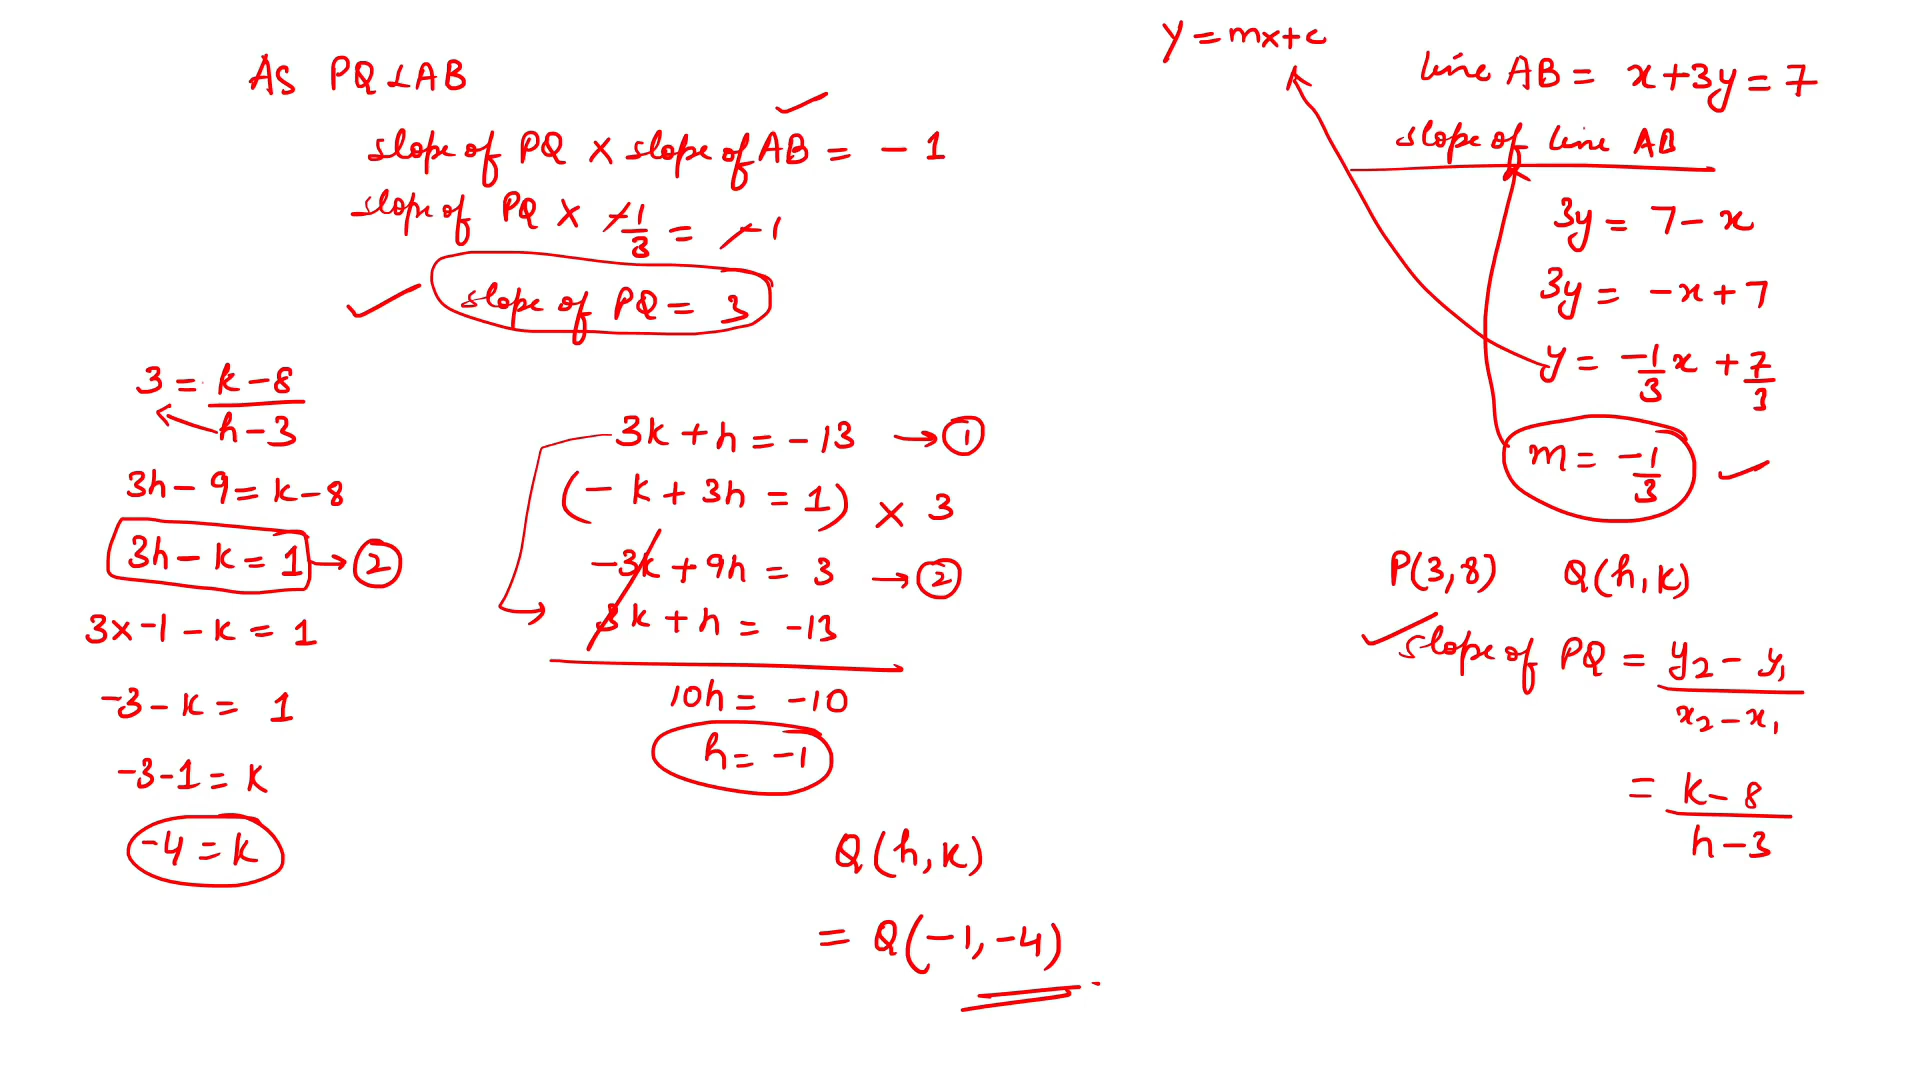 As PQ ⊥ AB
slope of PQ × slope of AB = -1
slope of PQ × -1/3 = -1
slope of PQ = 3
3 = k-8/h-3
3h - 9 = k - 8
3h - k = 1 → ②
3x-1 - k = 1
-3 - k = 1
-3-1 = k
-4 = k
3k + h = -13 → ①
(- k + 3h = 1) × 3
-3k + 9h = 3 → ②
3k + h = -13
10h = -10
h = -1
Q(h,k)
= Q(-1,-4)
y = mx+c
line AB = x+3y = 7
slope of line AB
3y = 7 - x
3y = -x + 7
y = -1/3 x + 7/3
m = -1/3
P(3,8) Q(h,k)
slope of PQ = y₂ - y₁/x₂ - x₁
= k - 8/h - 3